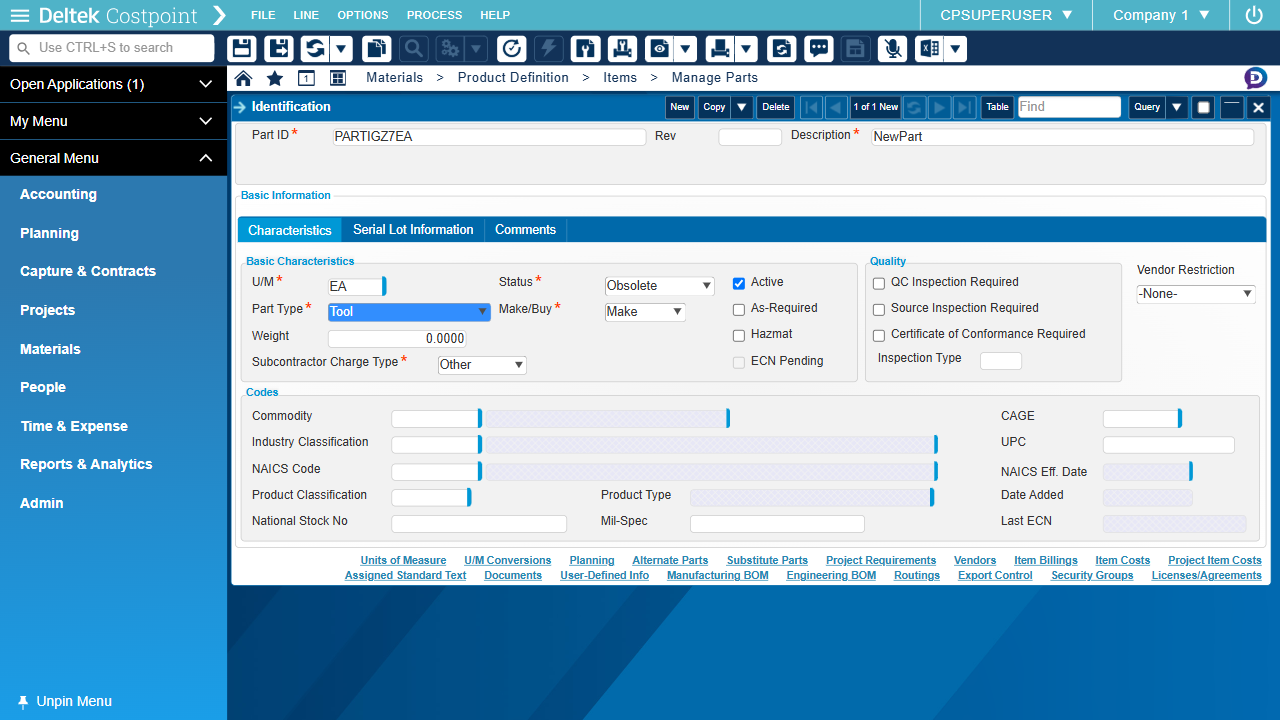 Deltek Costpoint FILE LINE OPTIONS PROCESS HELP CPSUPERUSER Company 1
Use CTRL+S to search
Open Applications (1)
My Menu
General Menu
Accounting
Planning
Capture & Contracts
Projects
Materials
People
Time & Expense
Reports & Analytics
Admin
Unpin Menu
1 Materials > Product Definition > Items > Manage Parts
Identification New Copy Delete 1 of 1 New Table Find Query
Part ID * PARTIGZ7EA Rev Description * NewPart
Basic Information
Characteristics Serial Lot Information Comments
Basic Characteristics
U/M * EA Status * Obsolete Active
Part Type * Tool Make/Buy * Make As-Required
Weight 0.0000 Hazmat
Subcontractor Charge Type * Other ECN Pending
Quality
QC Inspection Required
Source Inspection Required
Certificate of Conformance Required
Inspection Type
Vendor Restriction
-None-
Codes
Commodity CAGE
Industry Classification UPC
NAICS Code NAICS Eff. Date
Product Classification Product Type Date Added
National Stock No Mil-Spec Last ECN
Units of Measure U/M Conversions Planning Alternate Parts Substitute Parts Project Requirements Vendors Item Billings Item Costs Project Item Costs
Assigned Standard Text Documents User-Defined Info Manufacturing BOM Engineering BOM Routings Export Control Security Groups Licenses/Agreements